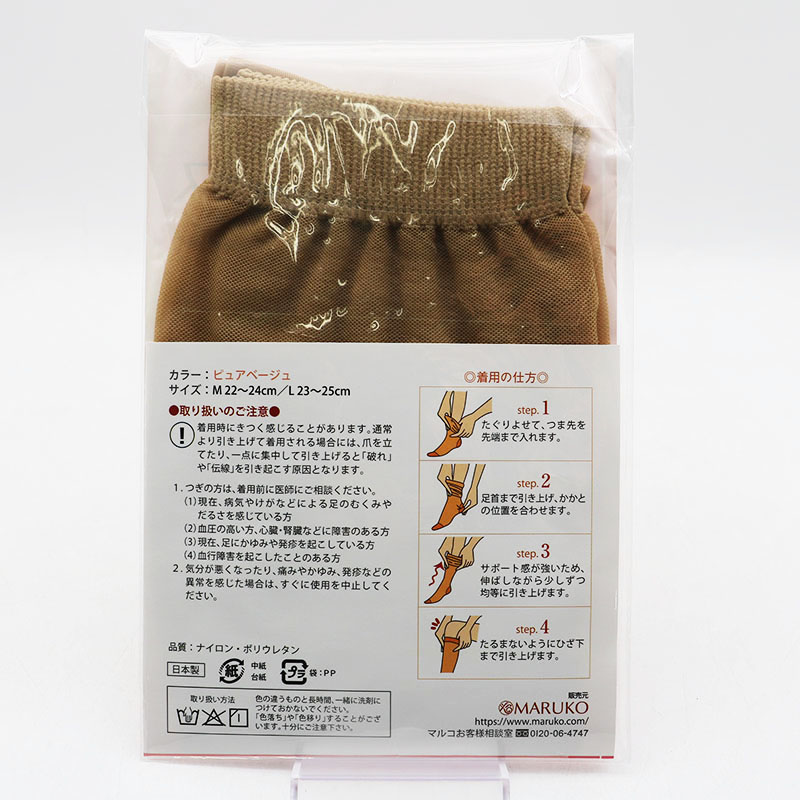 カラー：ピュアベージュ
サイズ：M 22〜24cm／L 23〜25cm
●取り扱いのご注意●
着用時にきつく感じることがあります。通常
より引き上げて着用される場合には、爪を立
てたり、一点に集中して引き上げると「破れ」
や「伝線」を引き起こす原因となります。
1. つぎの方は、着用前に医師にご相談ください。
(1)現在、病気やけがなどによる足のむくみや
だるさを感じている方
(2)血圧の高い方、心臓・腎臓などに障害のある方
(3)現在、足にかゆみや発疹を起こしている方
(4)血行障害を起こしたことのある方
2. 気分が悪くなったり、痛みやかゆみ、発疹などの
異常を感じた場合は、すぐに使用を中止してく
ださい。
品質：ナイロン・ポリウレタン
日本製
紙
中紙
台紙
プラ
袋：PP
取り扱い方法
色の違うものと長時間、一緒に洗剤に
つけておかないでください。
「色落ち」や「色移り」することがござ
います。十分にご注意下さい。
◎着用の仕方◎
step. 1
たぐりよせて、つま先を
先端まで入れます。
step. 2
足首まで引き上げ、かかと
の位置を合わせます。
step. 3
サポート感が強いため、
伸ばしながら少しずつ
均等に引き上げます。
step. 4
たるまないようにひざ下
まで引き上げます。
販売元
MARUKO
https://www.maruko.com/
マルコお客様相談室 0120-06-4747